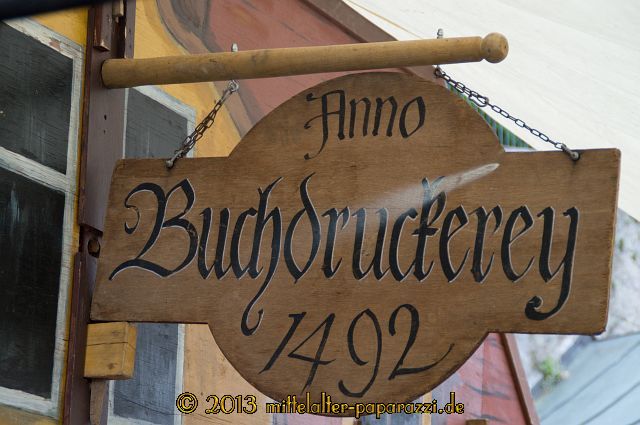 Anno
Buchdruckerey
1492
© 2013 mittelalter-paparazzi.de